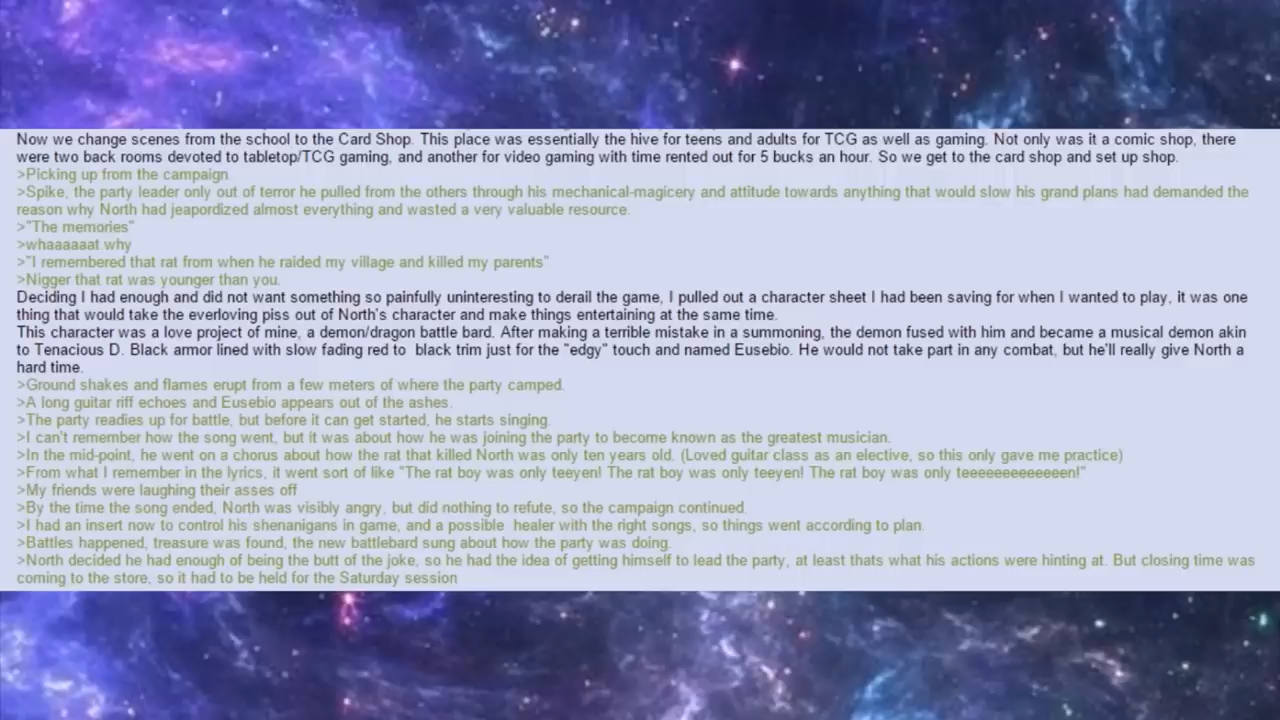 Now we change scenes from the school to the Card Shop. This place was essentially the hive for teens and adults for TCG as well as gaming. Not only was it a comic shop, there
were two back rooms devoted to tabletop/TCG gaming, and another for video gaming with time rented out for 5 bucks an hour. So we get to the card shop and set up shop.
>Picking up from the campaign.
>Spike, the party leader only out of terror he pulled from the others through his mechanical-magicery and attitude towards anything that would slow his grand plans had demanded the
reason why North had jeapordized almost everything and wasted a very valuable resource.
>"The memories"
>whaaaaaat why
>"I remembered that rat from when he raided my village and killed my parents"
>Nigger that rat was younger than you.
Deciding I had enough and did not want something so painfully uninteresting to derail the game, I pulled out a character sheet I had been saving for when I wanted to play, it was one
thing that would take the everloving piss out of North's character and make things entertaining at the same time.
This character was a love project of mine, a demon/dragon battle bard. After making a terrible mistake in a summoning, the demon fused with him and became a musical demon akin
to Tenacious D. Black armor lined with slow fading red to black trim just for the "edgy" touch and named Eusebio. He would not take part in any combat, but he'll really give North a
hard time.
>Ground shakes and flames erupt from a few meters of where the party camped.
>A long guitar riff echoes and Eusebio appears out of the ashes.
>The party readies up for battle, but before it can get started, he starts singing.
>I can't remember how the song went, but it was about how he was joining the party to become known as the greatest musician.
>In the mid-point, he went on a chorus about how the rat that killed North was only ten years old. (Loved guitar class as an elective, so this only gave me practice)
>From what I remember in the lyrics, it went sort of like "The rat boy was only teeyen! The rat boy was only teeyen! The rat boy was only teeeeeeeeeeeeen!"
>My friends were laughing their asses off
>By the time the song ended, North was visibly angry, but did nothing to refute, so the campaign continued.
>I had an insert now to control his shenanigans in game, and a possible healer with the right songs, so things went according to plan.
>Battles happened, treasure was found, the new battlebard sung about how the party was doing.
>North decided he had enough of being the butt of the joke, so he had the idea of getting himself to lead the party, at least thats what his actions were hinting at. But closing time was
coming to the store, so it had to be held for the Saturday session